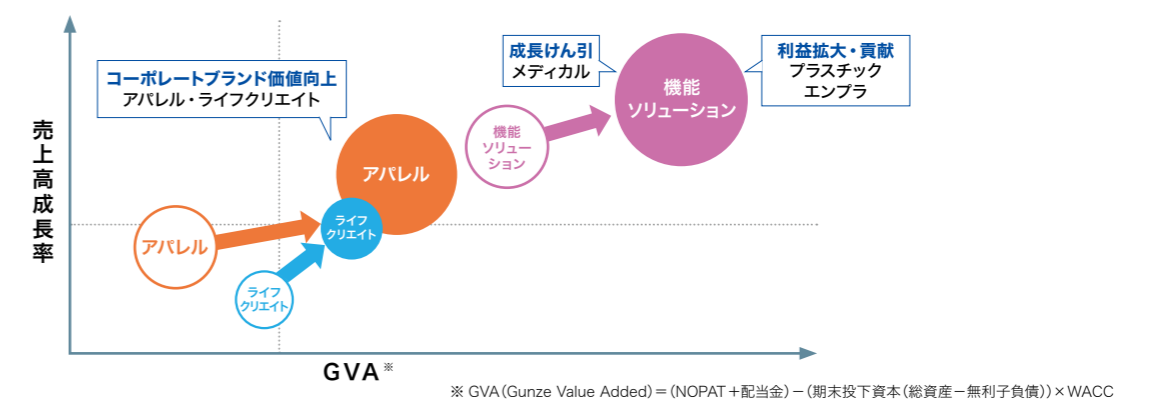 コーポレートブランド価値向上
アパレル・ライフクリエイト
成長けん引
メディカル
利益拡大・貢献
プラスチック
エンプラ
機能
ソリューション
機能
ソリュー
ション
アパレル
ライフ
クリエイト
アパレル
ライフ
クリエイト
売上高成長率
GVA※
※ GVA(Gunze Value Added)=(NOPAT+配当金)-(期末投下資本(総資産-無利子負債))×WACC